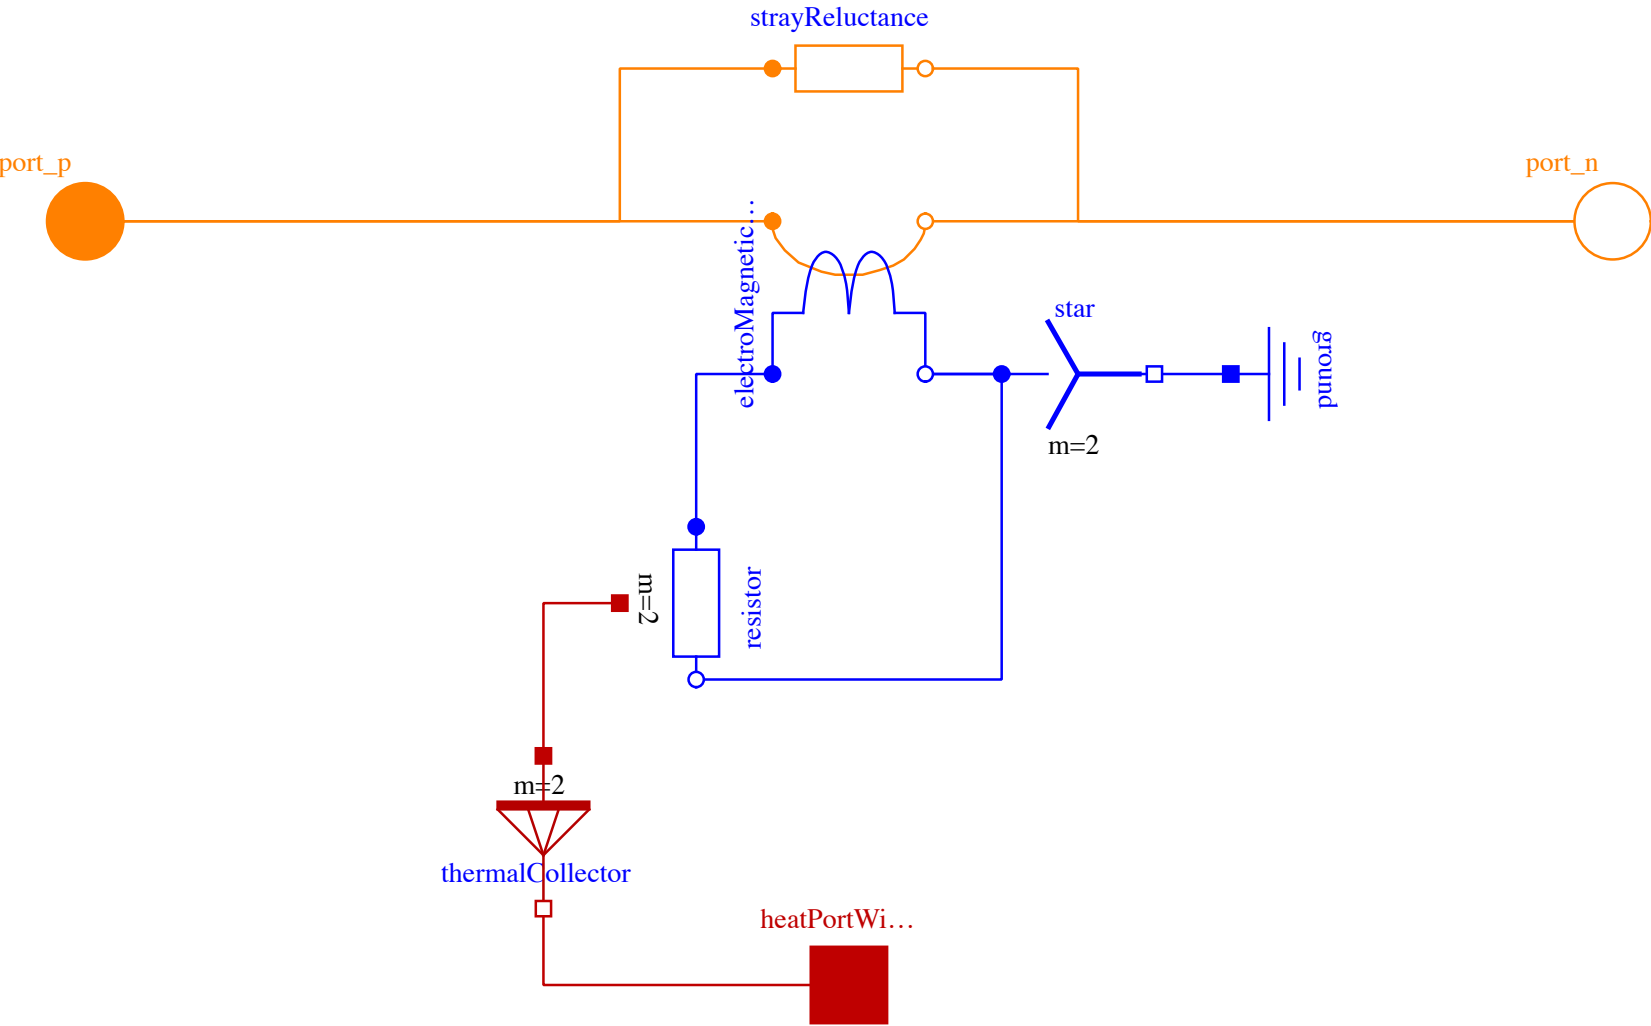 strayReluctance
port_p
port_n
electroMagnetic...
star
ground
m=2
m=2
resistor
m=2
thermalCollector
heatPortWi...